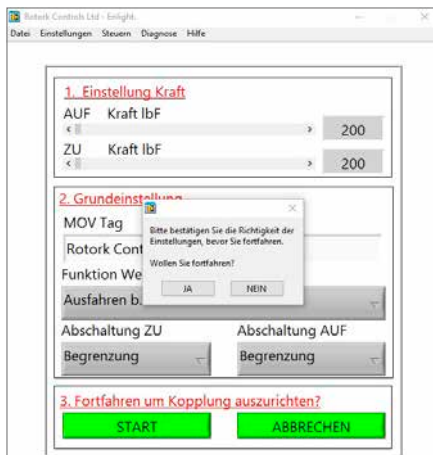 Rotork Controls Ltd - Enlight.
Datei Einstellungen Steuern Diagnose Hilfe
1. Einstellung Kraft
AUF Kraft lbF
200
ZU Kraft lbF
200
2. Grundeinstellung
MOV Tag
Rotork Cont
Funktion We
Ausfahren b.
Bitte bestätigen Sie die Richtigkeit der
Einstellungen, bevor Sie fortfahren.
Wollen Sie fortfahren?
JA NEIN
Abschaltung ZU Abschaltung AUF
Begrenzung Begrenzung
3. Fortfahren um Kopplung auszurichten?
START ABBRECHEN